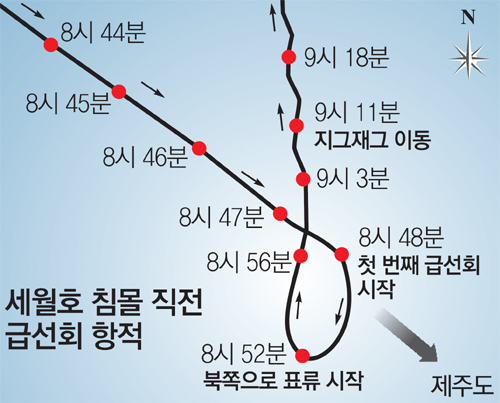 N
8시 44분
9시 18분
8시 45분
9시 11분
지그재그 이동
8시 46분
9시 3분
8시 47분
8시 48분
첫 번째 급선회
시작
8시 56분
세월호 침몰 직전
급선회 항적
8시 52분
북쪽으로 표류 시작
제주도